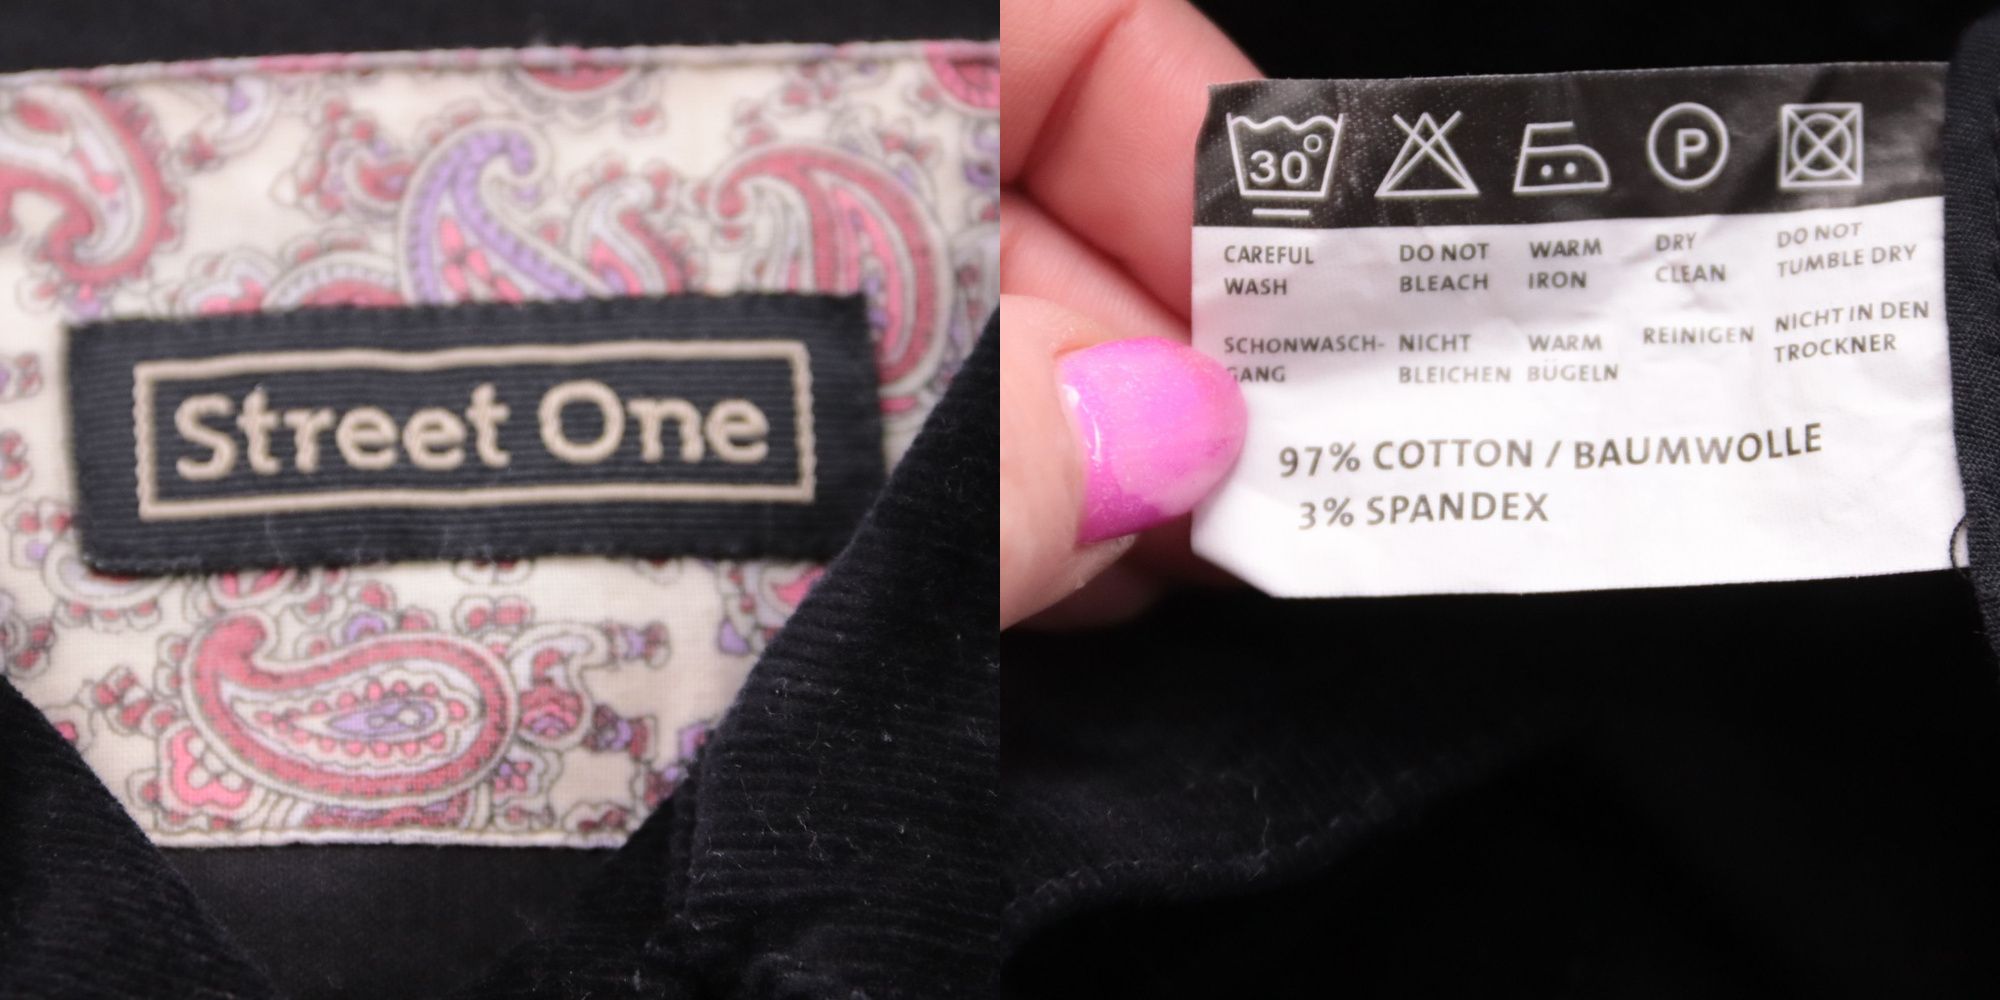 Street One
30°
P
CAREFUL WASH
DO NOT BLEACH
WARM IRON
DRY CLEAN
DO NOT TUMBLE DRY
SCHONWASCH-
GANG
NICHT BLEICHEN
WARM BÜGELN
REINIGEN
NICHT IN DEN TROCKNER
97% COTTON / BAUMWOLLE
3% SPANDEX